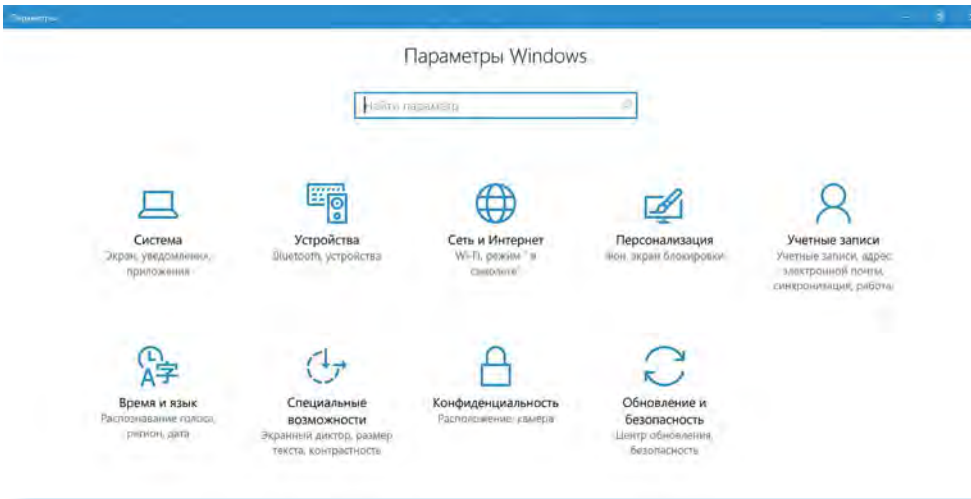 Параметры
Параметры Windows
Найти параметр
Система
Экран, уведомления,
приложения
Устройства
Bluetooth, устройства
Сеть и Интернет
Wi-Fi, режим " в
самолете"
Персонализация
Фон, экран блокировки
Учетные записи
Учетные записи, адрес
электронной почты,
синхронизация, работа
Время и язык
Распознавание голоса,
регион, дата
Специальные
возможности
Экранный диктор, размер
текста, контрастность
Конфиденциальность
Расположение, камера
Обновление и
безопасность
Центр обновления,
безопасность